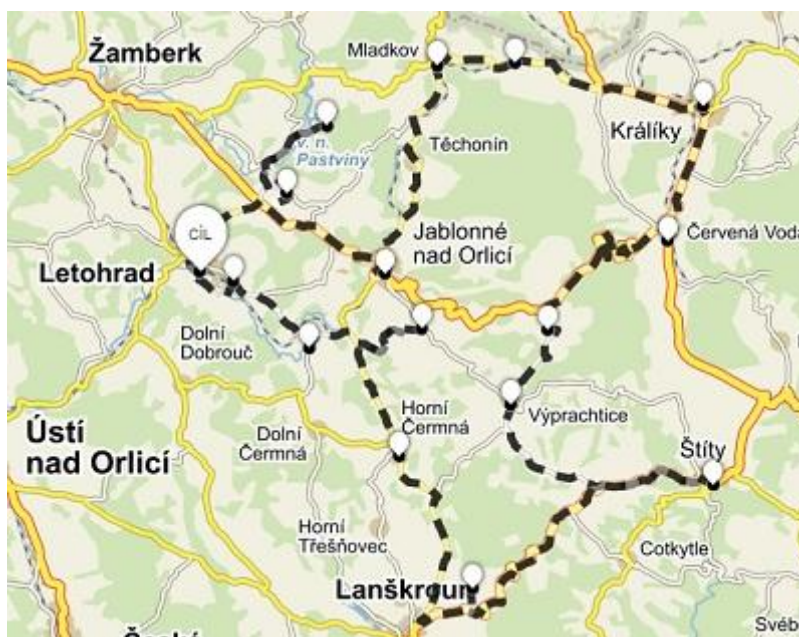 Žamberk
Mladkov
v. n.
Pastviny
Těchonín
Králíky
CÍL
Letohrad
Jablonné
nad Orlicí
Červená Voda
Dolní
Dobrouč
Ústí
nad Orlicí
Dolní
Čermná
Horní
Čermná
Výprachtice
Štíty
Horní
Třešňovec
Cotkytle
Lanškroun